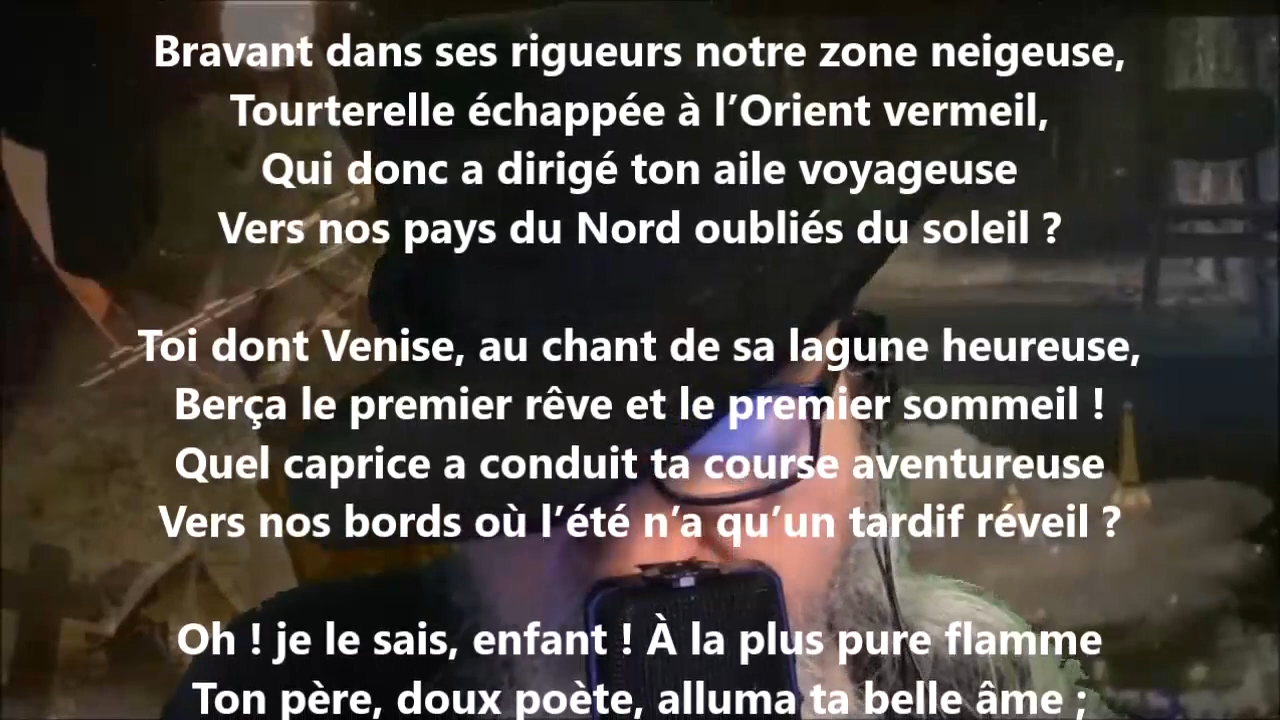 Bravant dans ses rigueurs notre zone neigeuse,
Tourterelle échappée à l’Orient vermeil,
Qui donc a dirigé ton aile voyageuse
Vers nos pays du Nord oubliés du soleil ?
Toi dont Venise, au chant de sa lagune heureuse,
Berça le premier rêve et le premier sommeil !
Quel caprice a conduit ta course aventureuse
Vers nos bords où l’été n’a qu’un tardif réveil ?
Oh ! je le sais, enfant ! À la plus pure flamme
Ton père, doux poète, alluma ta belle âme ;